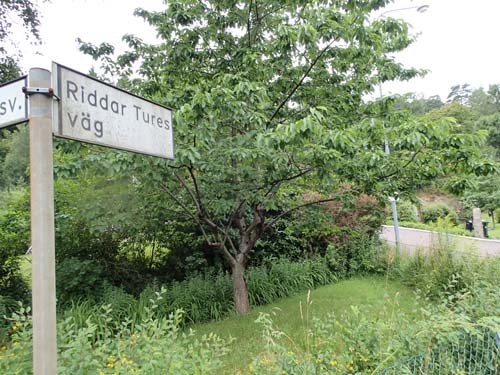 sv.
Riddar Tures
väg